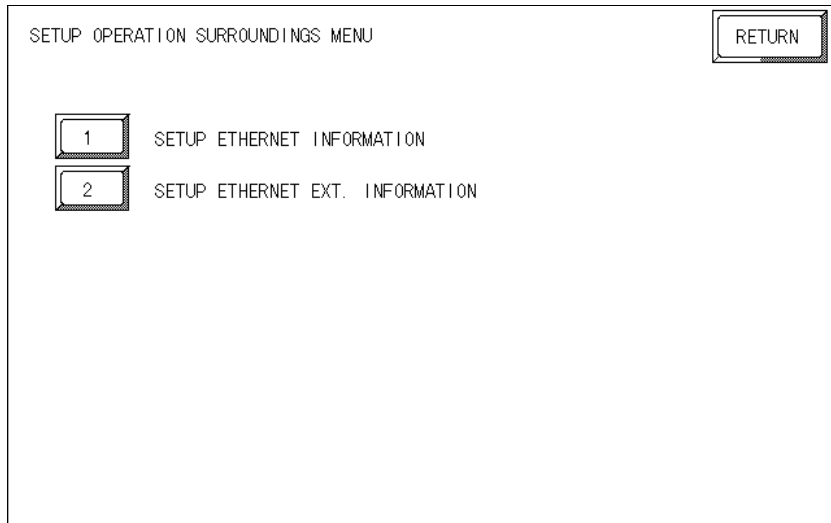 SETUP OPERATION SURROUNDINGS MENU
RETURN
1 SETUP ETHERNET INFORMATION
2 SETUP ETHERNET EXT. INFORMATION